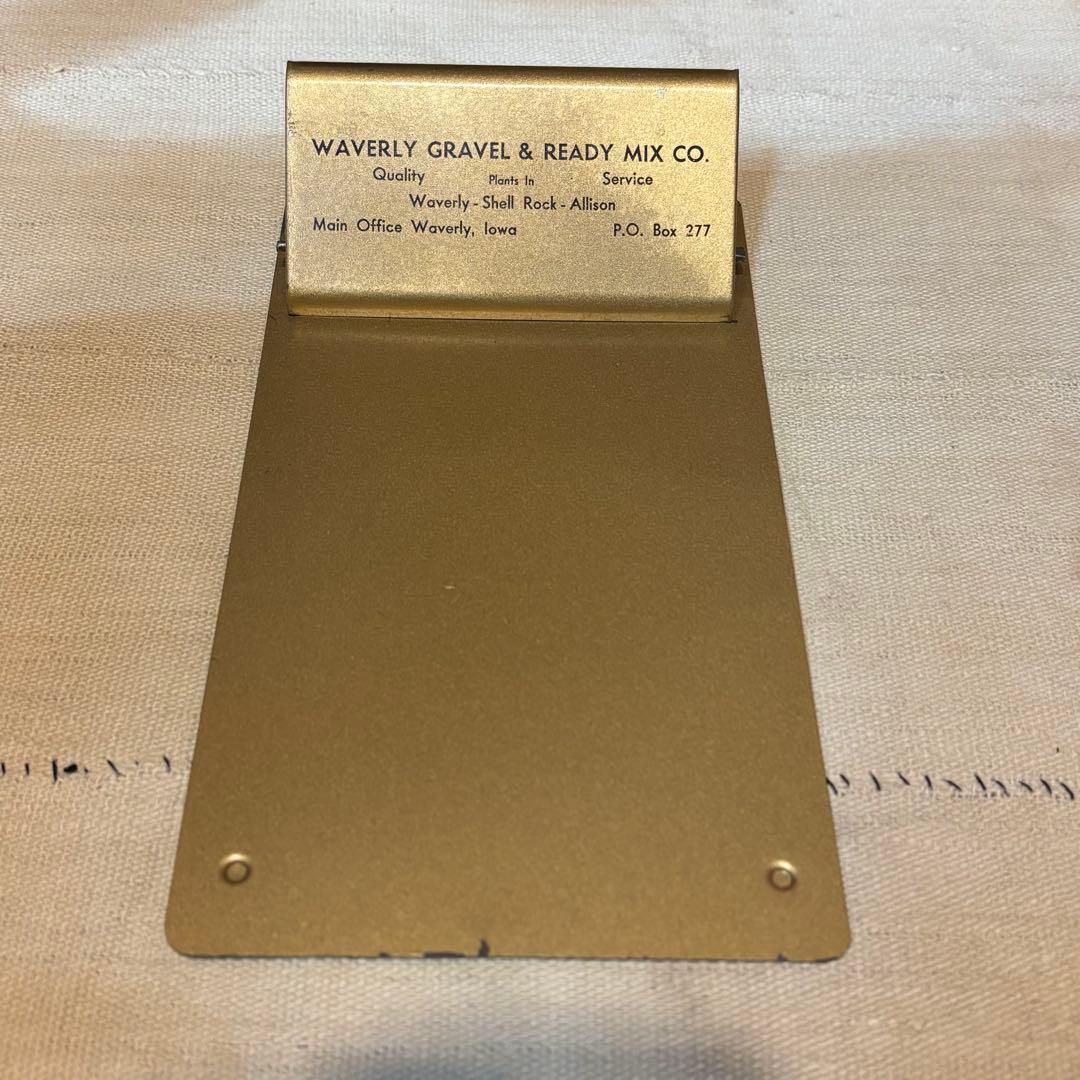 WAVERLY GRAVEL & READY MIX CO.
Quality Plants In Service
Waverly - Shell Rock - Allison
Main Office Waverly, Iowa P.O. Box 277